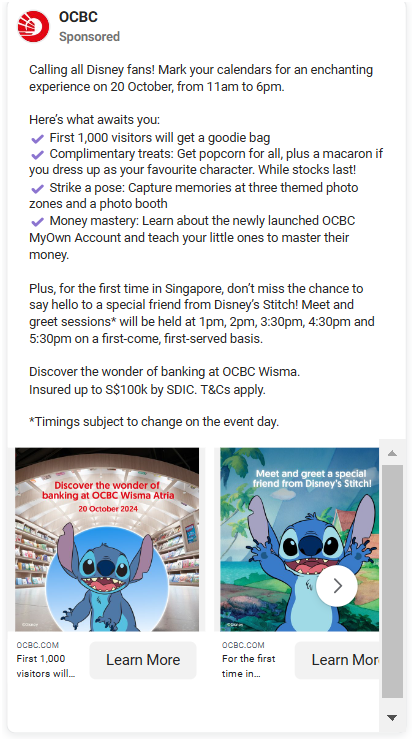 OCBC
Sponsored
Calling all Disney fans! Mark your calendars for an enchanting
experience on 20 October, from 11am to 6pm.
Here's what awaits you:
First 1,000 visitors will get a goodie bag
Complimentary treats: Get popcorn for all, plus a macaron if
you dress up as your favourite character. While stocks last!
Strike a pose: Capture memories at three themed photo
zones and a photo booth
Money mastery: Learn about the newly launched OCBC
MyOwn Account and teach your little ones to master their
money.
Plus, for the first time in Singapore, don't miss the chance to
say hello to a special friend from Disney's Stitch! Meet and
greet sessions* will be held at 1pm, 2pm, 3:30pm, 4:30pm and
5:30pm on a first-come, first-served basis.
Discover the wonder of banking at OCBC Wisma.
Insured up to S$100k by SDIC. T&Cs apply.
*Timings subject to change on the event day.
Discover the wonder of
banking at OCBC Wisma Atria
20 October 2024
©Disney
OCBC.COM
First 1,000
visitors will...
Learn More
Meet and greet a special
friend from Disney's Stitch!
©Disney
OCBC.COM
For the first
time in...
Learn Mor